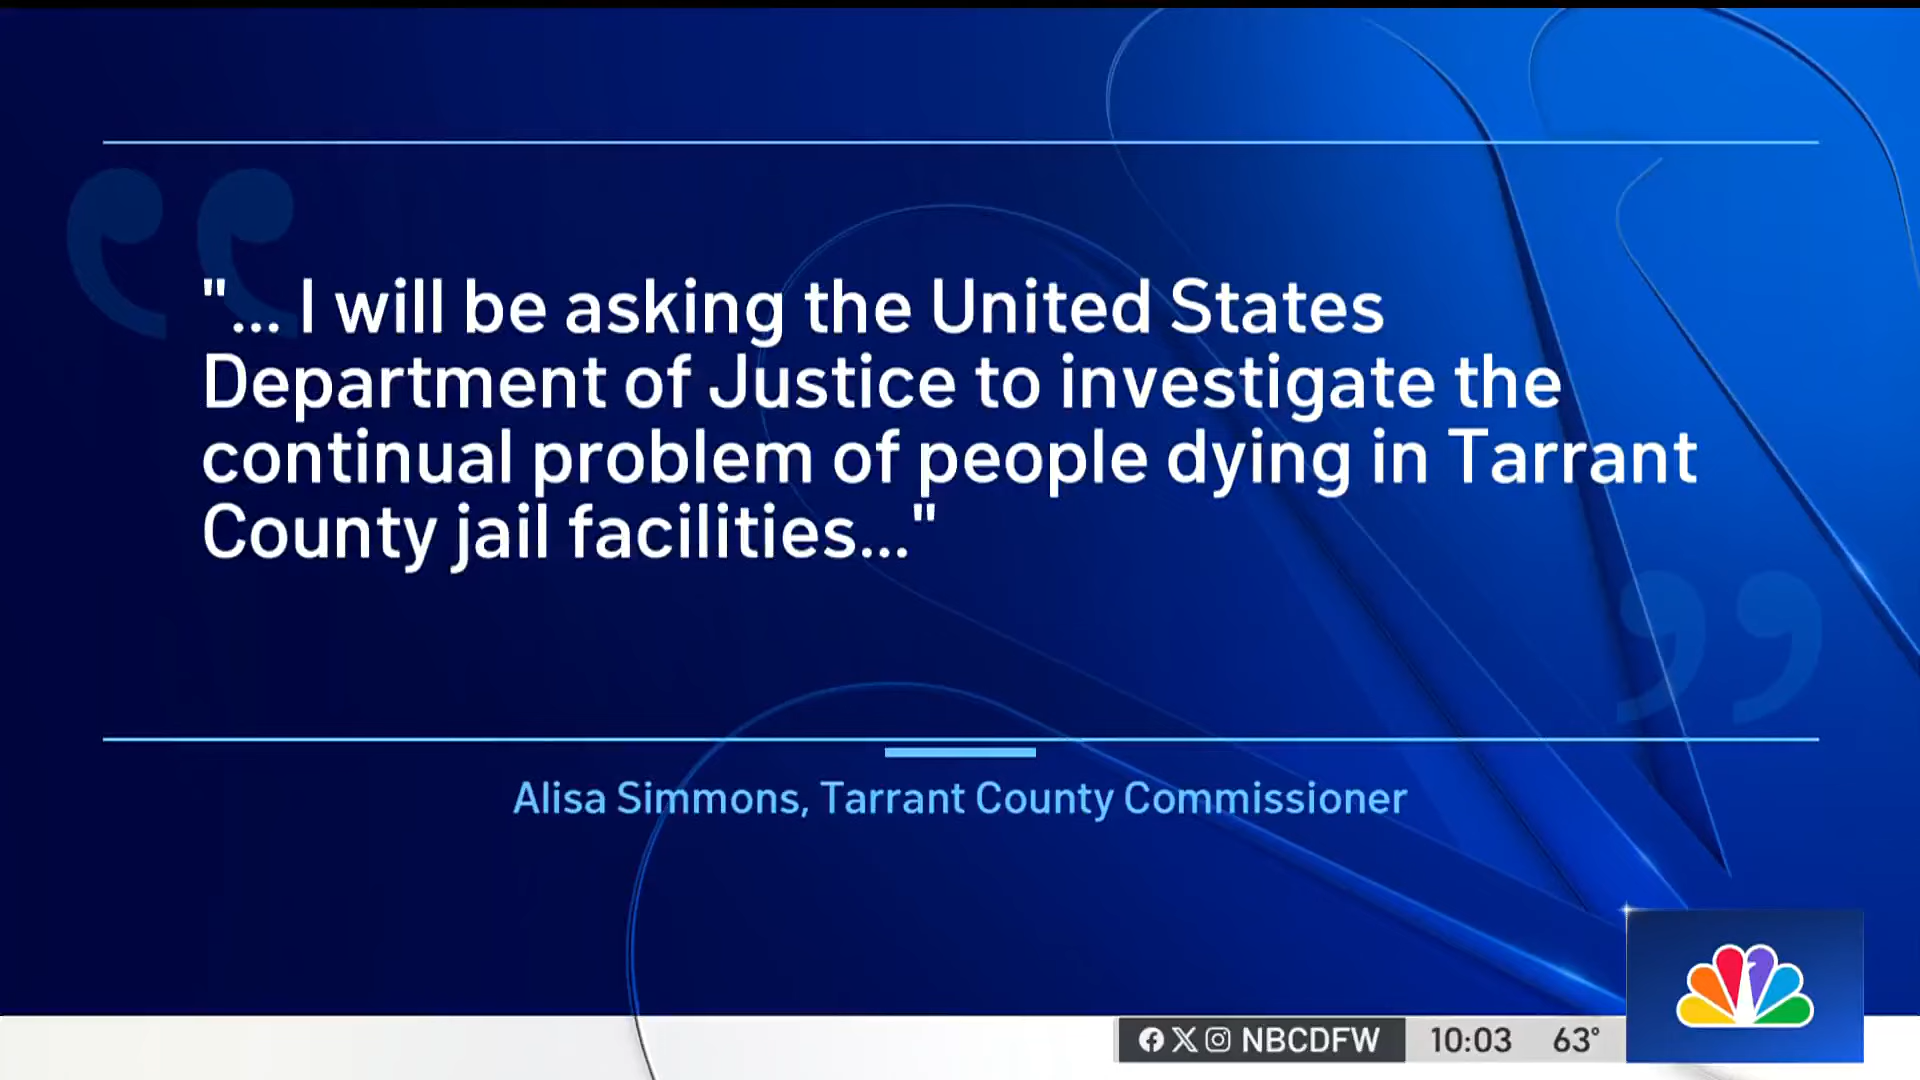 "... I will be asking the United States
Department of Justice to investigate the
continual problem of people dying in Tarrant
County jail facilities..."
Alisa Simmons, Tarrant County Commissioner
NBCDFW 10:03 63°